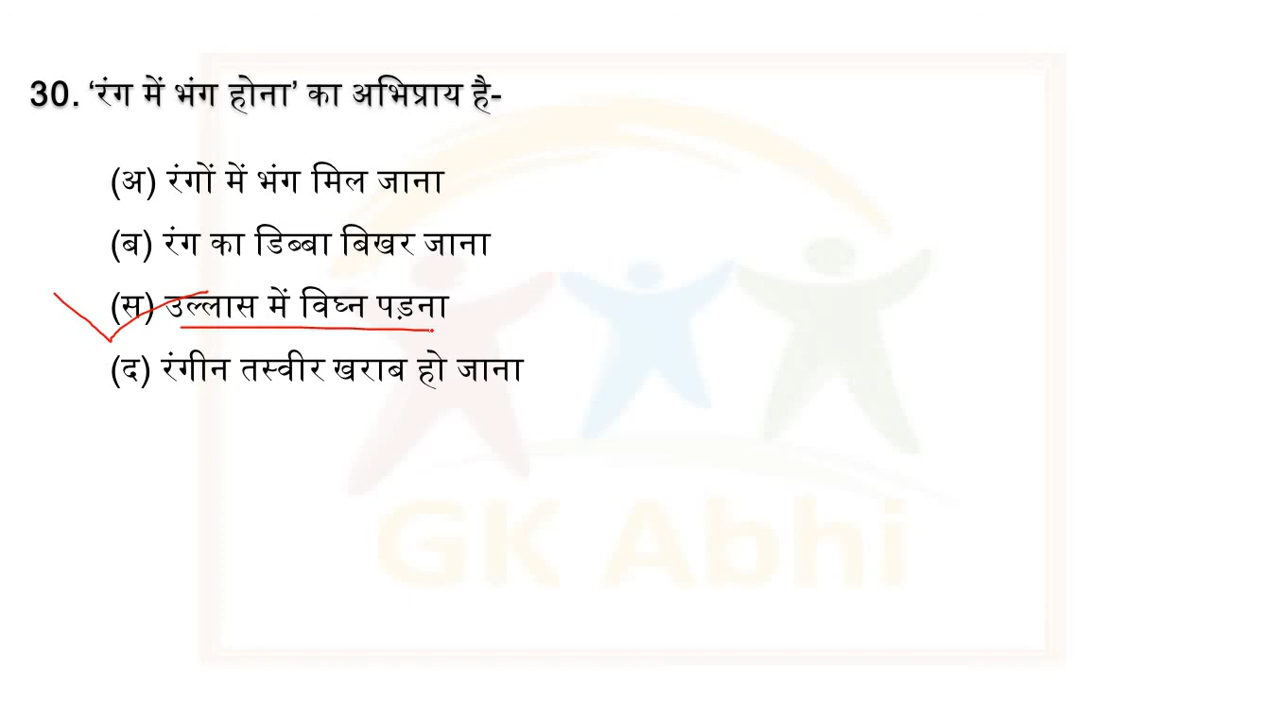 30. ‘रंग में भंग होना’ का अभिप्राय है-
(अ) रंगों में भंग मिल जाना
(ब) रंग का डिब्बा बिखर जाना
(स) उल्लास में विघ्न पड़ना
(द) रंगीन तस्वीर खराब हो जाना
GK Abhi